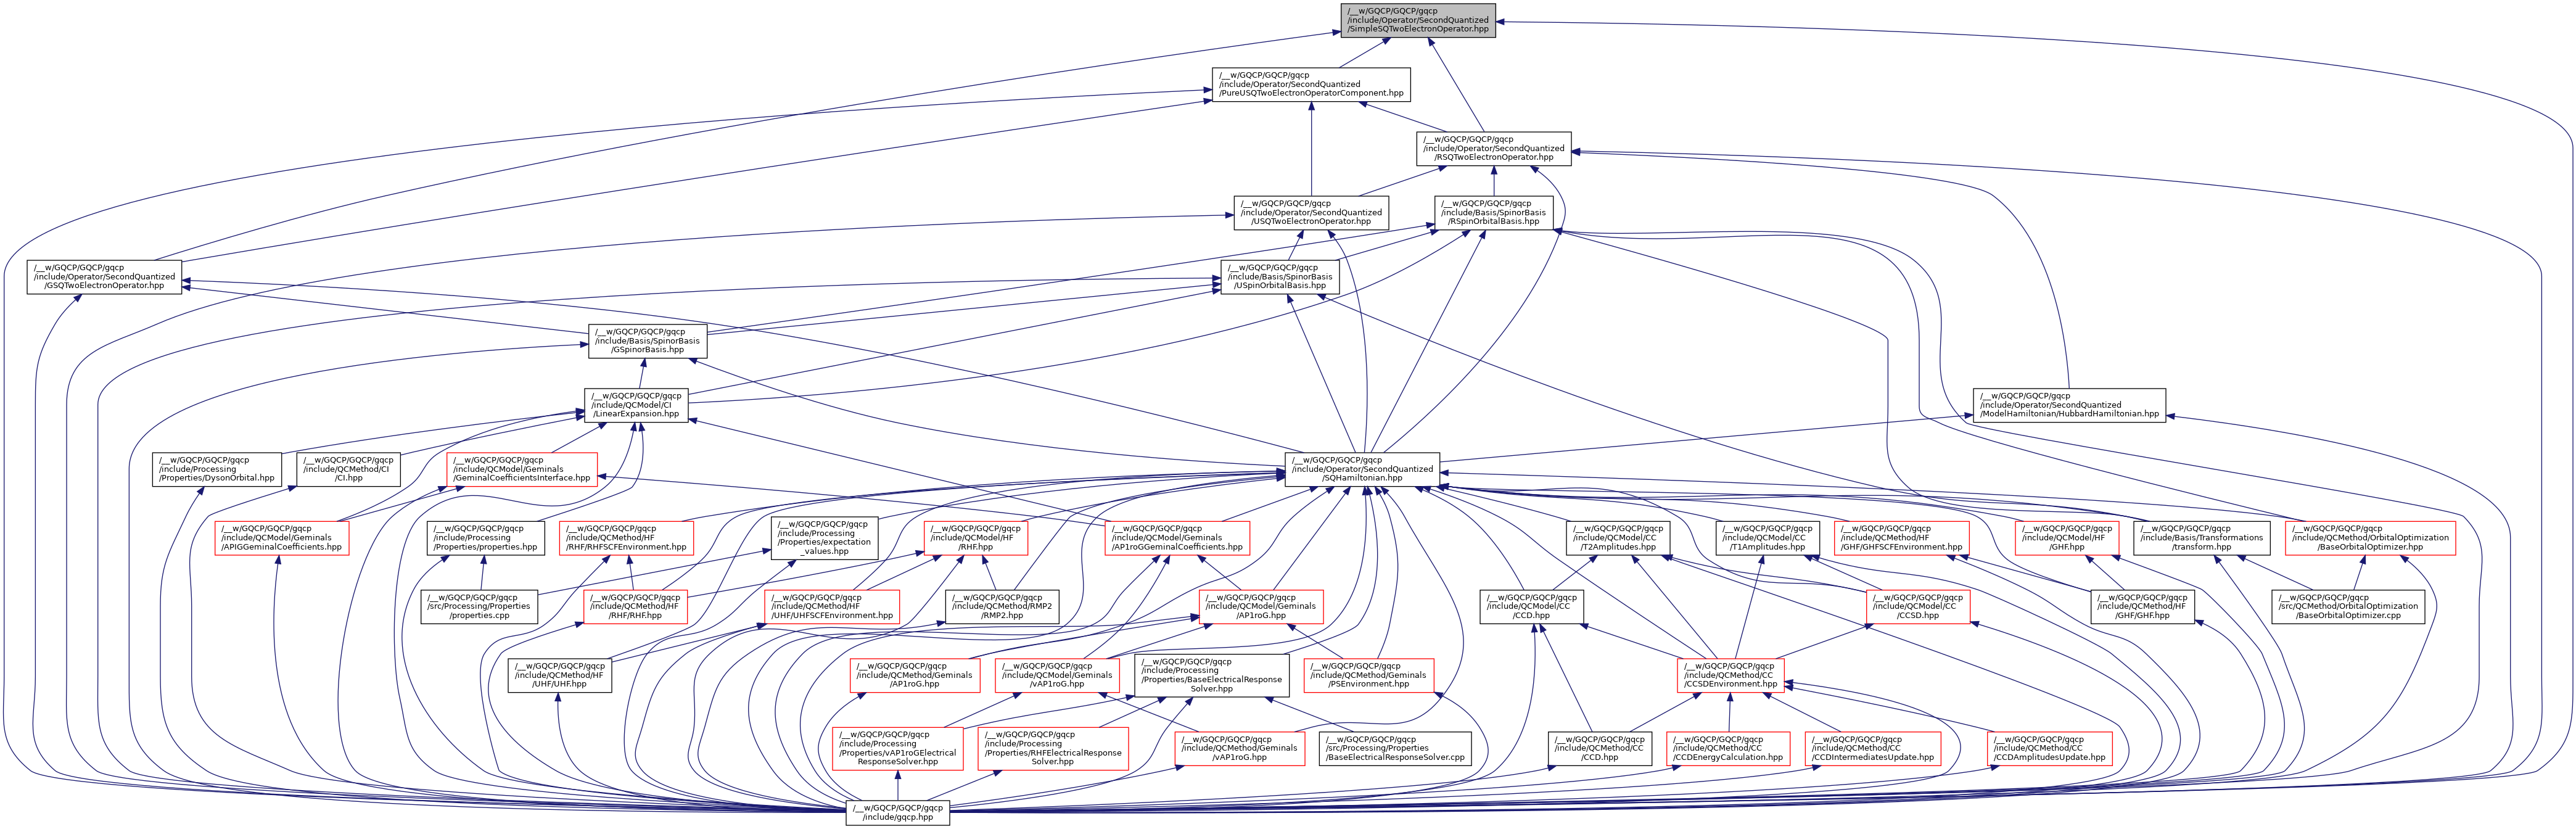 /__w/GQCP/GQCP/gqcp
/include/Operator/SecondQuantized
/SimpleSQTwoElectronOperator.hpp
/__w/GQCP/GQCP/gqcp
/include/Operator/SecondQuantized
/PureUSQTwoElectronOperatorComponent.hpp
/__w/GQCP/GQCP/gqcp
/include/Operator/SecondQuantized
/RSQTwoElectronOperator.hpp
/__w/GQCP/GQCP/gqcp
/include/Operator/SecondQuantized
/USQTwoElectronOperator.hpp
/__w/GQCP/GQCP/gqcp
/include/Basis/SpinorBasis
/RSpinOrbitalBasis.hpp
/__w/GQCP/GQCP/gqcp
/include/Operator/SecondQuantized
/GSQTwoElectronOperator.hpp
/__w/GQCP/GQCP/gqcp
/include/Basis/SpinorBasis
/USpinOrbitalBasis.hpp
/__w/GQCP/GQCP/gqcp
/include/Basis/SpinorBasis
/GSpinorBasis.hpp
/__w/GQCP/GQCP/gqcp
/include/QCModel/CI
/LinearExpansion.hpp
/__w/GQCP/GQCP/gqcp
/include/Operator/SecondQuantized
/ModelHamiltonian/HubbardHamiltonian.hpp
/__w/GQCP/GQCP/gqcp
/include/Processing
/Properties/DysonOrbital.hpp
/__w/GQCP/GQCP/gqcp
/include/QCMethod/CI
/CI.hpp
/__w/GQCP/GQCP/gqcp
/include/QCModel/Geminals
/GeminalCoefficientsInterface.hpp
/__w/GQCP/GQCP/gqcp
/include/Operator/SecondQuantized
/SQHamiltonian.hpp
/__w/GQCP/GQCP/gqcp
/include/QCModel/Geminals
/APIGGeminalCoefficients.hpp
/__w/GQCP/GQCP/gqcp
/include/Processing
/Properties/properties.hpp
/__w/GQCP/GQCP/gqcp
/include/QCMethod/HF
/RHF/RHFSCFEnvironment.hpp
/__w/GQCP/GQCP/gqcp
/include/Processing
/Properties/expectation
_values.hpp
/__w/GQCP/GQCP/gqcp
/include/QCModel/HF
/RHF.hpp
/__w/GQCP/GQCP/gqcp
/include/QCModel/Geminals
/AP1roGGeminalCoefficients.hpp
/__w/GQCP/GQCP/gqcp
/include/QCModel/CC
/T2Amplitudes.hpp
/__w/GQCP/GQCP/gqcp
/include/QCModel/CC
/T1Amplitudes.hpp
/__w/GQCP/GQCP/gqcp
/include/QCMethod/HF
/GHF/GHFSCFEnvironment.hpp
/__w/GQCP/GQCP/gqcp
/include/QCModel/HF
/GHF.hpp
/__w/GQCP/GQCP/gqcp
/include/Basis/Transformations
/transform.hpp
/__w/GQCP/GQCP/gqcp
/include/QCMethod/OrbitalOptimization
/BaseOrbitalOptimizer.hpp
/__w/GQCP/GQCP/gqcp
/src/Processing/Properties
/properties.cpp
/__w/GQCP/GQCP/gqcp
/include/QCMethod/HF
/RHF/RHF.hpp
/__w/GQCP/GQCP/gqcp
/include/QCMethod/HF
/UHF/UHFSCFEnvironment.hpp
/__w/GQCP/GQCP/gqcp
/include/QCMethod/RMP2
/RMP2.hpp
/__w/GQCP/GQCP/gqcp
/include/QCModel/Geminals
/AP1roG.hpp
/__w/GQCP/GQCP/gqcp
/include/QCModel/CC
/CCD.hpp
/__w/GQCP/GQCP/gqcp
/include/QCModel/CC
/CCSD.hpp
/__w/GQCP/GQCP/gqcp
/include/QCMethod/HF
/GHF/GHF.hpp
/__w/GQCP/GQCP/gqcp
/src/QCMethod/OrbitalOptimization
/BaseOrbitalOptimizer.cpp
/__w/GQCP/GQCP/gqcp
/include/QCMethod/HF
/UHF/UHF.hpp
/__w/GQCP/GQCP/gqcp
/include/QCMethod/Geminals
/AP1roG.hpp
/__w/GQCP/GQCP/gqcp
/include/QCModel/Geminals
/vAP1roG.hpp
/__w/GQCP/GQCP/gqcp
/include/Processing
/Properties/BaseElectricalResponse
Solver.hpp
/__w/GQCP/GQCP/gqcp
/include/QCMethod/Geminals
/PSEnvironment.hpp
/__w/GQCP/GQCP/gqcp
/include/QCMethod/CC
/CCSDEnvironment.hpp
/__w/GQCP/GQCP/gqcp
/include/Processing
/Properties/vAP1roGElectrical
ResponseSolver.hpp
/__w/GQCP/GQCP/gqcp
/include/Processing
/Properties/RHFElectricalResponse
Solver.hpp
/__w/GQCP/GQCP/gqcp
/include/QCMethod/Geminals
/vAP1roG.hpp
/__w/GQCP/GQCP/gqcp
/src/Processing/Properties
/BaseElectricalResponseSolver.cpp
/__w/GQCP/GQCP/gqcp
/include/QCMethod/CC
/CCD.hpp
/__w/GQCP/GQCP/gqcp
/include/QCMethod/CC
/CCDEnergyCalculation.hpp
/__w/GQCP/GQCP/gqcp
/include/QCMethod/CC
/CCDIntermediatesUpdate.hpp
/__w/GQCP/GQCP/gqcp
/include/QCMethod/CC
/CCDAmplitudesUpdate.hpp
/__w/GQCP/GQCP/gqcp
/include/gqcp.hpp